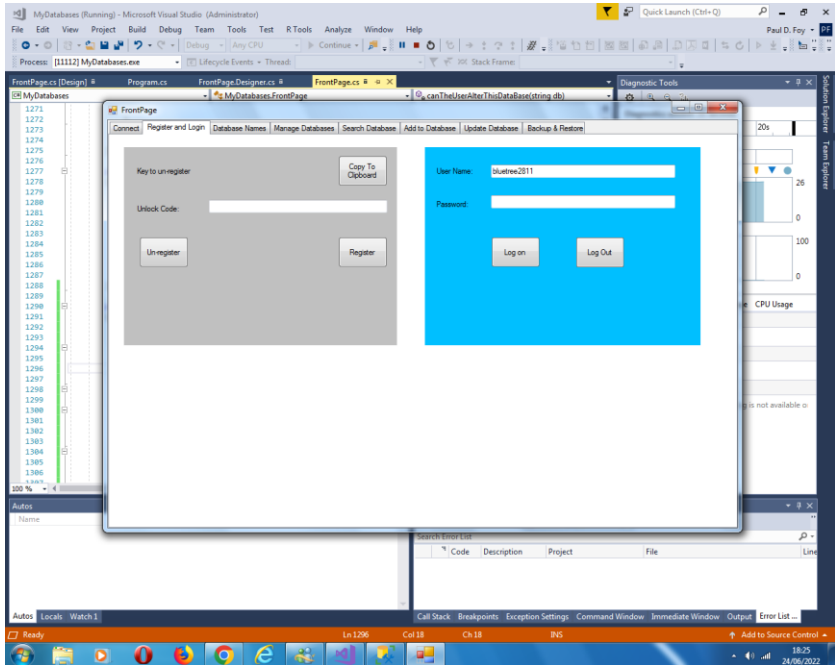 MyDatabases (Running) - Microsoft Visual Studio (Administrator)
Quick Launch (Ctrl+Q)
File Edit View Project Build Debug Team Tools Test R Tools Analyze Window Help
Paul D. Foy PF
Debug Any CPU Continue
Process: [11112] MyDatabases.exe Lifecycle Events Thread: Stack Frame:
FrontPage.cs [Design] Program.cs FrontPage.Designer.cs FrontPage.cs
Diagnostic Tools
MyDatabases MyDatabases.FrontPage canTheUserAlterThisDataBase(string db)
Solution Explorer
Team Explorer
1271
1272
1273
1274
1275
1276
1277
1278
1279
1280
1281
1282
1283
1284
1285
1286
1287
1288
1289
1290
1291
1292
1293
1294
1295
1296
1297
1298
1299
1300
1301
1302
1303
1304
1305
1306
FrontPage
Connect Register and Login Database Names Manage Databases Search Database Add to Database Update Database Backup & Restore
Key to un-register
Copy To
Clipboard
Unlock Code:
Un-register Register
User Name: bluetree2811
Password:
Log on Log Out
20s
26
0
100
0
CPU Usage
g is not available o
100 %
Autos
Name
Search Error List
Code Description Project File Line
Autos Locals Watch 1
Call Stack Breakpoints Exception Settings Command Window Immediate Window Output Error List ...
Ready Ln 1296 Col 18 Ch 18 INS Add to Source Control
18:25
24/06/2022